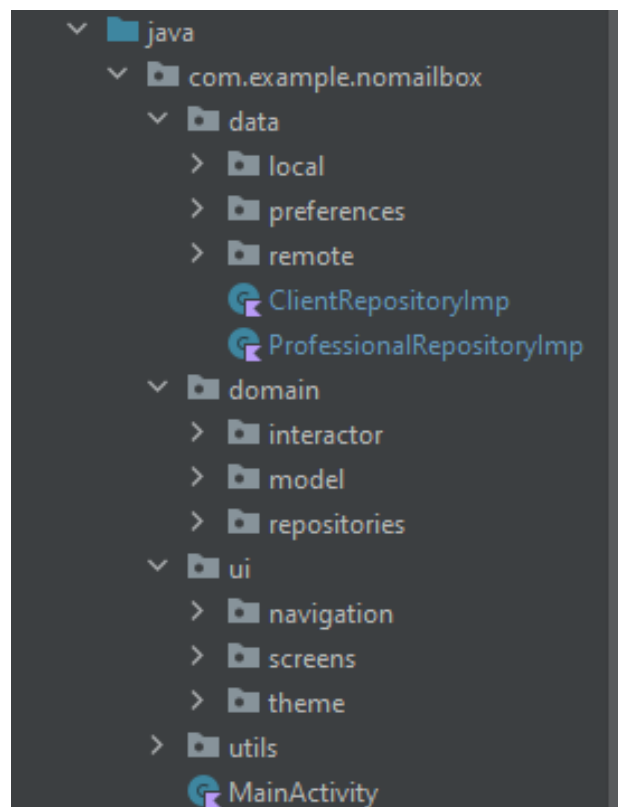 java
com.example.nomailbox
data
local
preferences
remote
ClientRepositoryImp
ProfessionalRepositoryImp
domain
interactor
model
repositories
ui
navigation
screens
theme
utils
MainActivity